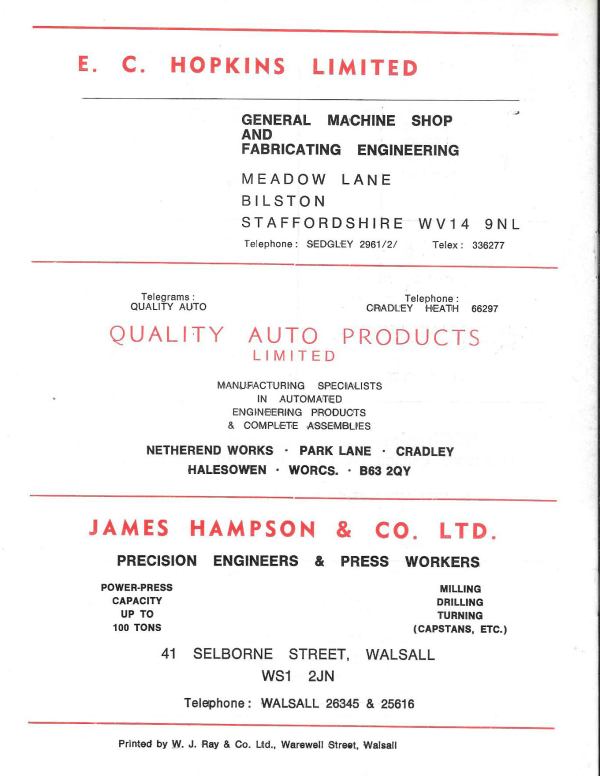 E. C. HOPKINS LIMITED
GENERAL MACHINE SHOP
AND
FABRICATING ENGINEERING
MEADOW LANE
BILSTON
STAFFORDSHIRE WV14 9NL
Telephone: SEDGLEY 2961/2/ Telex: 336277
Telegrams: Telephone:
QUALITY AUTO CRADLEY HEATH 66297
QUALITY AUTO PRODUCTS
LIMITED
MANUFACTURING SPECIALISTS
IN AUTOMATED
ENGINEERING PRODUCTS
& COMPLETE ASSEMBLIES
NETHEREND WORKS · PARK LANE · CRADLEY
HALESOWEN · WORCS. · B63 2QY
JAMES HAMPSON & CO. LTD.
PRECISION ENGINEERS & PRESS WORKERS
POWER-PRESS
CAPACITY
UP TO
100 TONS
MILLING
DRILLING
TURNING
(CAPSTANS, ETC.)
41 SELBORNE STREET, WALSALL
WS1 2JN
Telephone: WALSALL 26345 & 25616
Printed by W. J. Ray & Co. Ltd., Warewell Street, Walsall